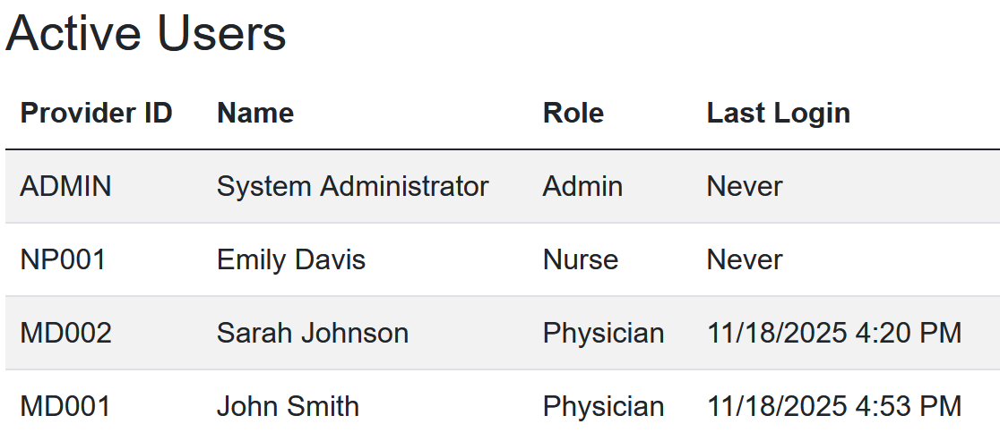 Active Users
Provider ID Name Role Last Login
ADMIN System Administrator Admin Never
NP001 Emily Davis Nurse Never
MD002 Sarah Johnson Physician 11/18/2025 4:20 PM
MD001 John Smith Physician 11/18/2025 4:53 PM